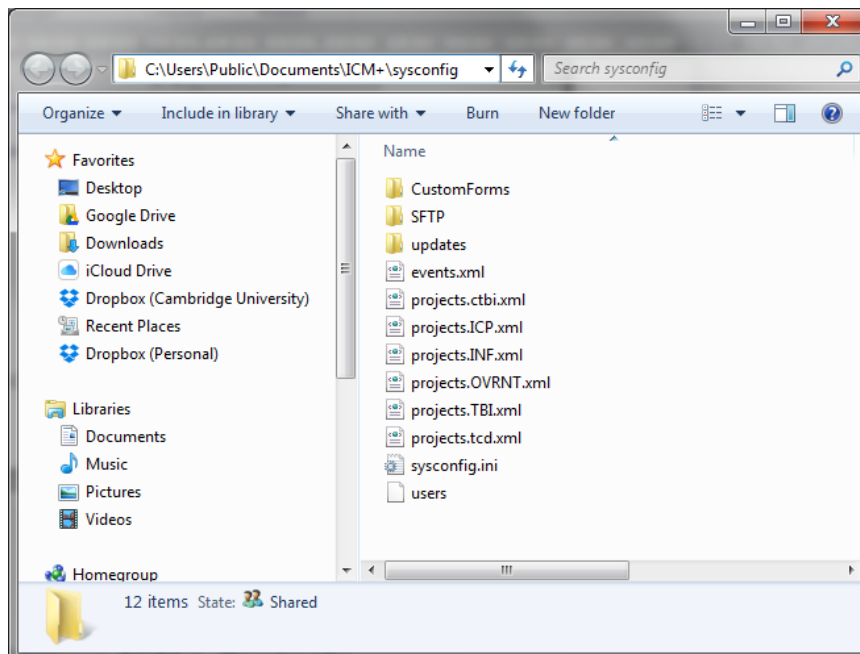 C:\Users\Public\Documents\ICM+\sysconfig
Search sysconfig
Organize
Include in library
Share with
Burn
New folder
Favorites
Desktop
Google Drive
Downloads
iCloud Drive
Dropbox (Cambridge University)
Recent Places
Dropbox (Personal)
Libraries
Documents
Music
Pictures
Videos
Homegroup
Name
CustomForms
SFTP
updates
events.xml
projects.ctbi.xml
projects.ICP.xml
projects.INF.xml
projects.OVRNT.xml
projects.TBI.xml
projects.tcd.xml
sysconfig.ini
users
12 items State: Shared